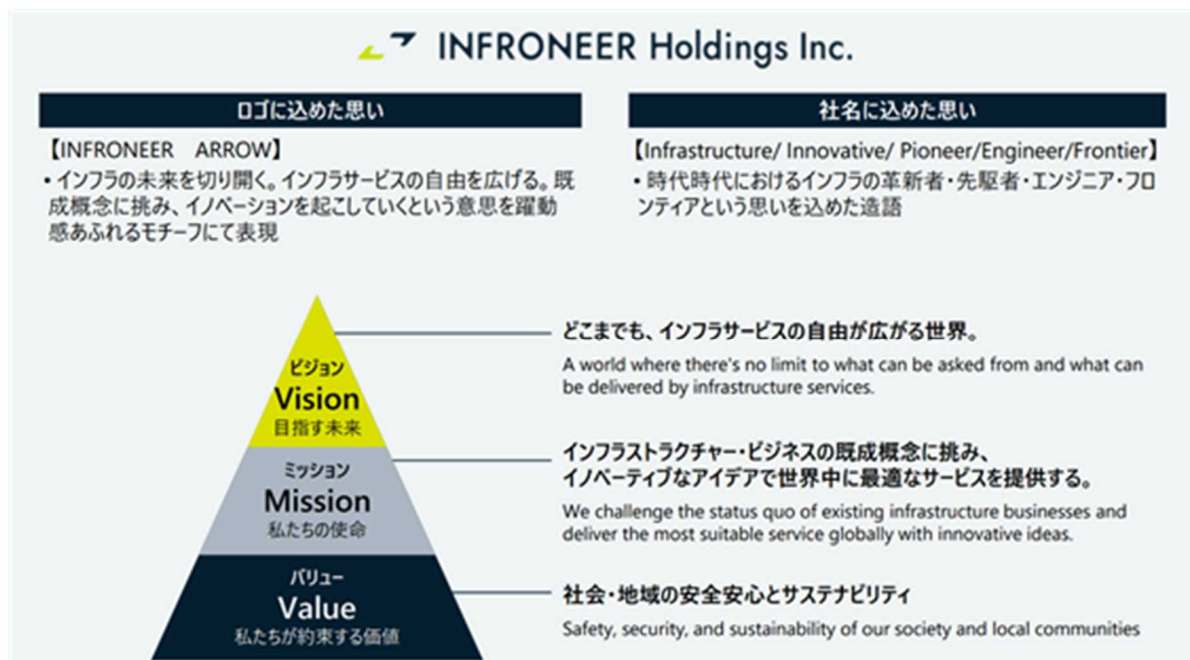 INFRONEER Holdings Inc.
ロゴに込めた思い
【INFRONEER　ARROW】
・インフラの未来を切り開く。インフラサービスの自由を広げる。既
成概念に挑み、イノベーションを起こしていくという意思を躍動
感あふれるモチーフにて表現
社名に込めた思い
【Infrastructure/ Innovative/ Pioneer/Engineer/Frontier】
・時代時代におけるインフラの革新者・先駆者・エンジニア・フロ
ンティアという思いを込めた造語
ビジョン
Vision
目指す未来
どこまでも、インフラサービスの自由が広がる世界。
A world where there's no limit to what can be asked from and what can
be delivered by infrastructure services.
ミッション
Mission
私たちの使命
インフラストラクチャー・ビジネスの既成概念に挑み、
イノベーティブなアイデアで世界中に最適なサービスを提供する。
We challenge the status quo of existing infrastructure businesses and
deliver the most suitable service globally with innovative ideas.
バリュー
Value
私たちが約束する価値
社会・地域の安全安心とサステナビリティ
Safety, security, and sustainability of our society and local communities